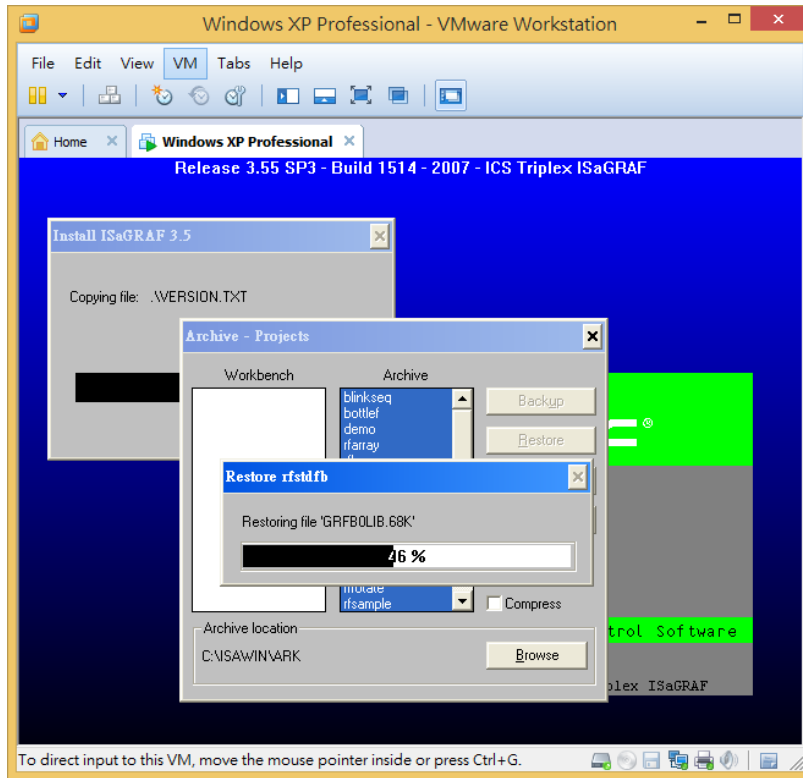 Windows XP Professional - VMware Workstation
File Edit View VM Tabs Help
Home
Windows XP Professional
Release 3.55 SP3 - Build 1514 - 2007 - ICS Triplex ISaGRAF
Install ISaGRAF 3.5
Copying file: .\VERSION.TXT
Archive - Projects
Workbench Archive
blinkseq
bottlef
demo
rfarray
Backup
Restore
®
Restore rfstdfb
Restoring file 'GRFB0LIB.68K'
46 %
rfsample
Compress
Archive location
C:\ISAWIN\ARK
Browse
trol Software
plex ISaGRAF
To direct input to this VM, move the mouse pointer inside or press Ctrl+G.